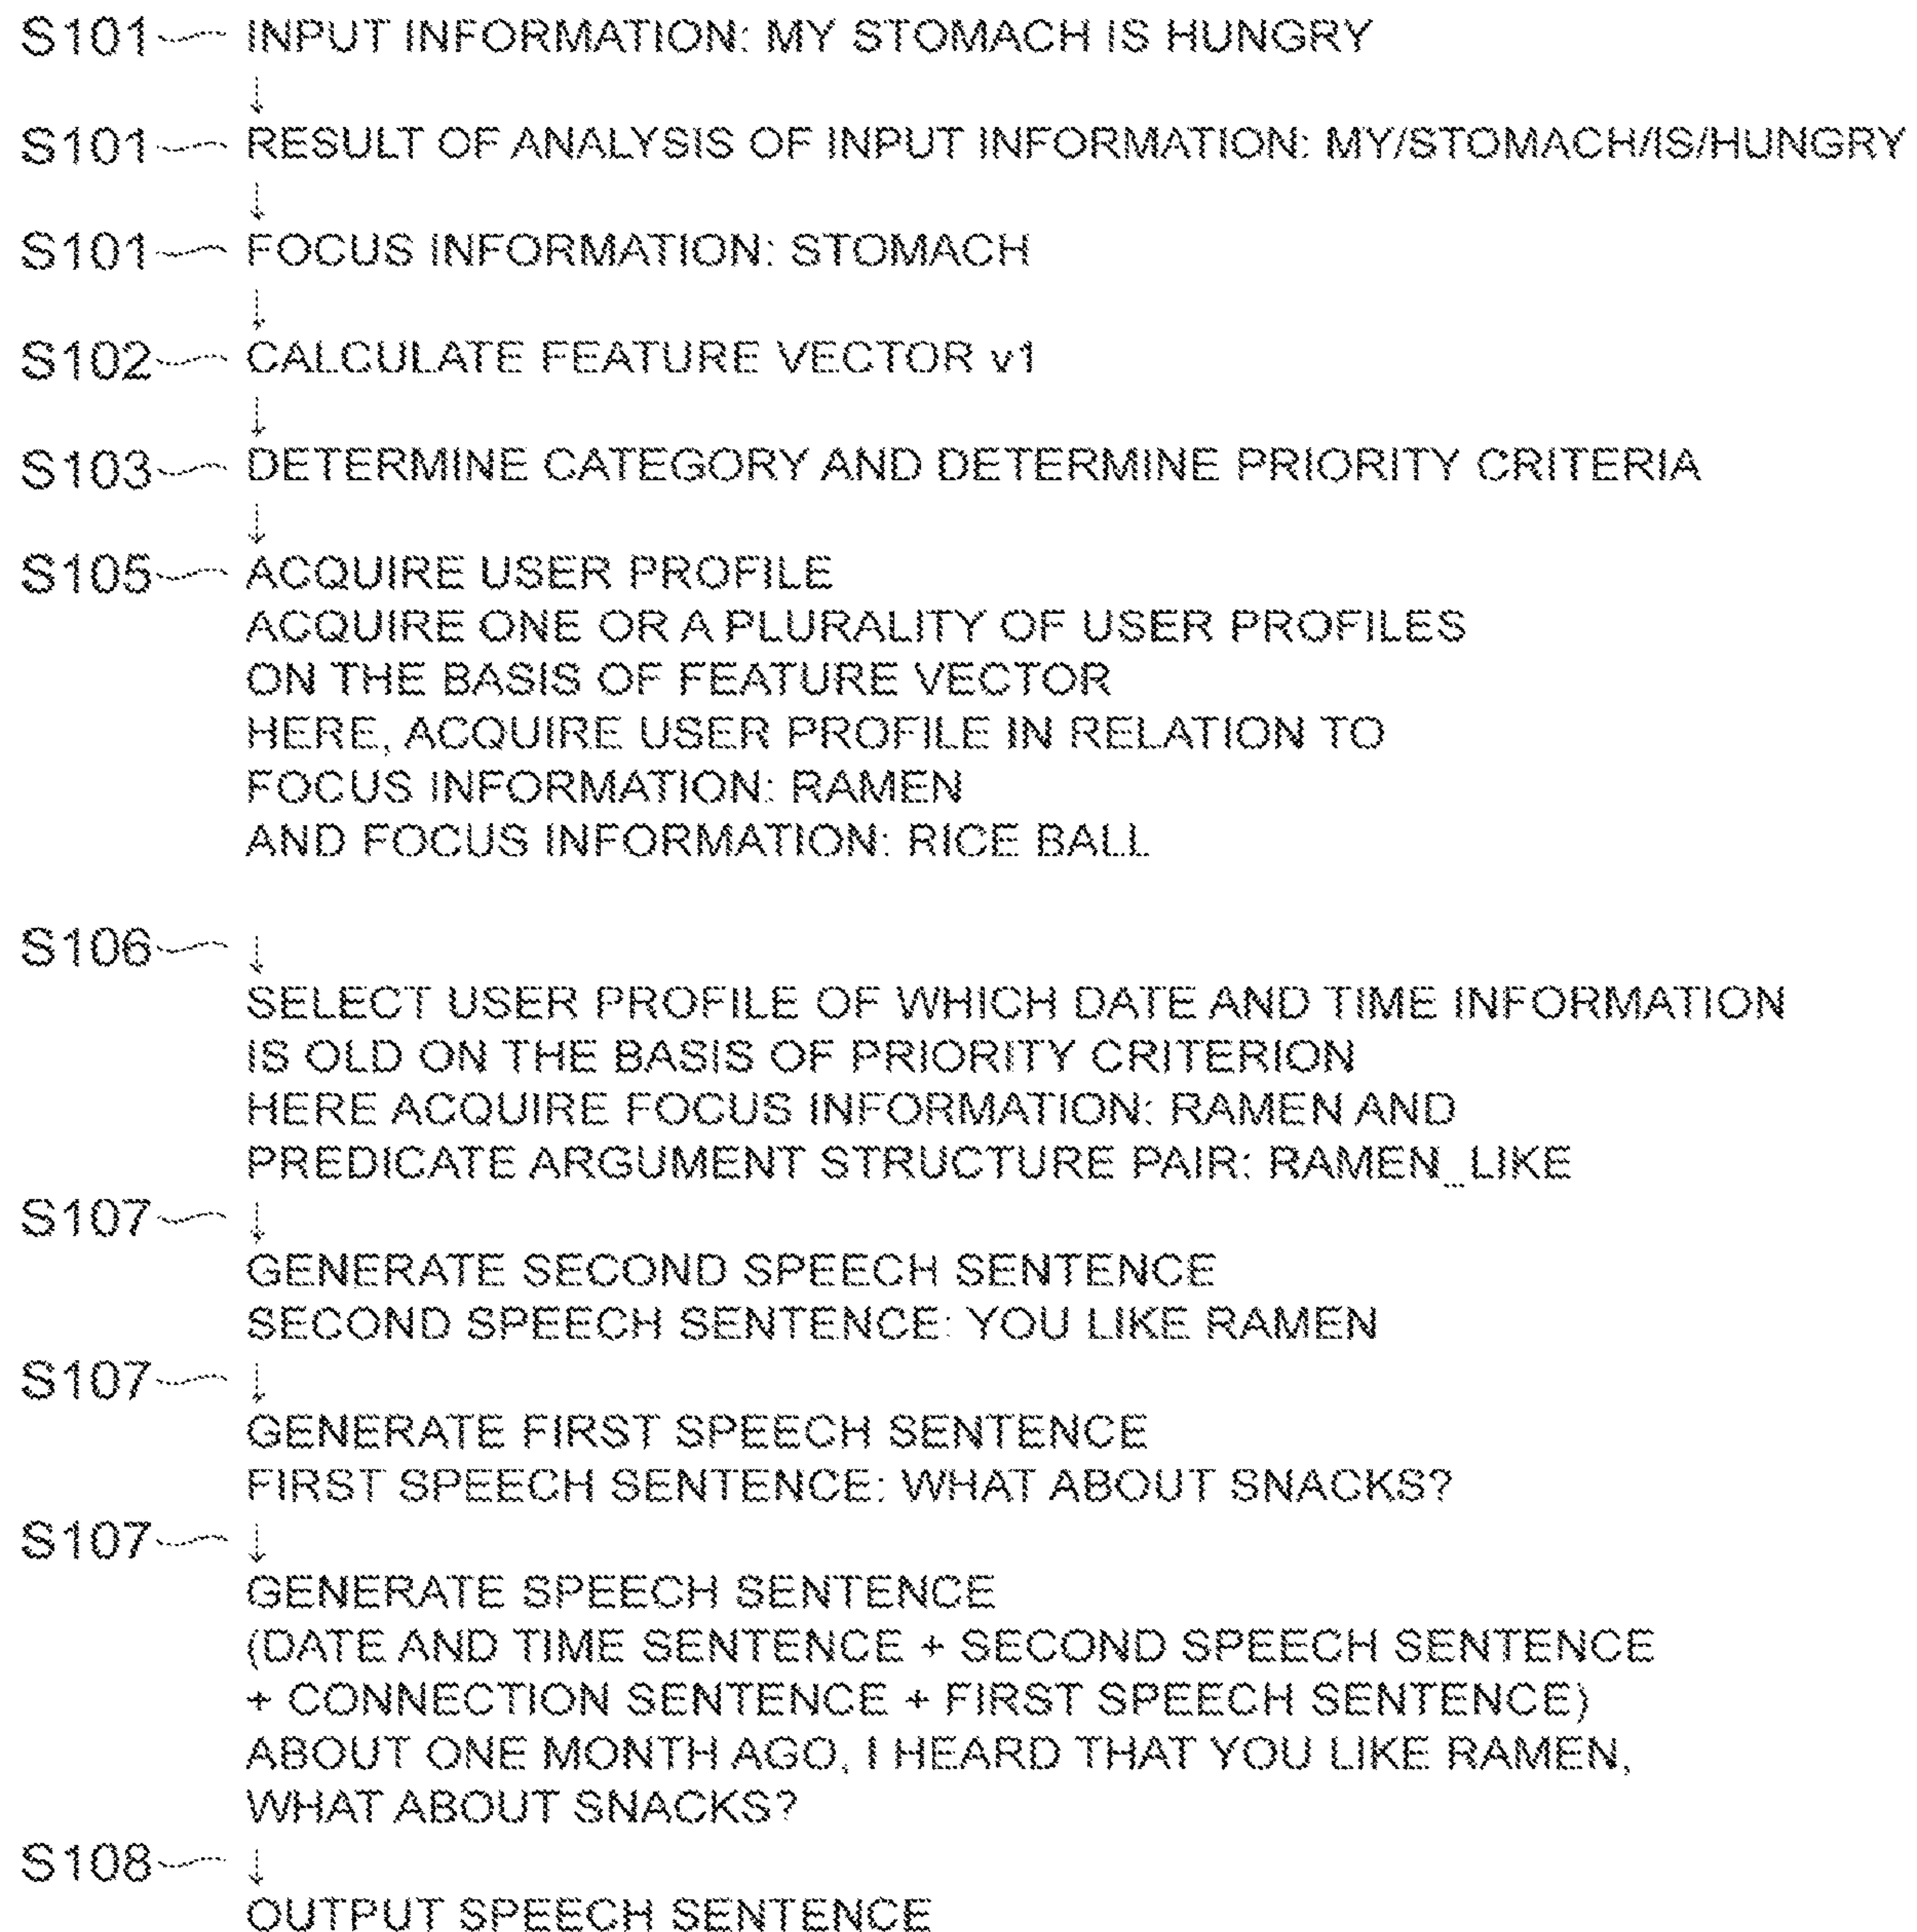 S101 INPUT INFORMATION: MY STOMACH IS HUNGRY
↓
S101 RESULT OF ANALYSIS OF INPUT INFORMATION: MY/STOMACH/IS/HUNGRY
↓
S101 FOCUS INFORMATION: STOMACH
↓
S102 CALCULATE FEATURE VECTOR v1
↓
S103 DETERMINE CATEGORY AND DETERMINE PRIORITY CRITERIA
↓
S105 ACQUIRE USER PROFILE
ACQUIRE ONE OR A PLURALITY OF USER PROFILES
ON THE BASIS OF FEATURE VECTOR
HERE, ACQUIRE USER PROFILE IN RELATION TO
FOCUS INFORMATION: RAMEN
AND FOCUS INFORMATION: RICE BALL
S106 ↓
SELECT USER PROFILE OF WHICH DATE AND TIME INFORMATION
IS OLD ON THE BASIS OF PRIORITY CRITERION
HERE ACQUIRE FOCUS INFORMATION: RAMEN AND
PREDICATE ARGUMENT STRUCTURE PAIR: RAMEN_LIKE
S107 ↓
GENERATE SECOND SPEECH SENTENCE
SECOND SPEECH SENTENCE: YOU LIKE RAMEN
S107 ↓
GENERATE FIRST SPEECH SENTENCE
FIRST SPEECH SENTENCE: WHAT ABOUT SNACKS?
S107 ↓
GENERATE SPEECH SENTENCE
(DATE AND TIME SENTENCE + SECOND SPEECH SENTENCE
+ CONNECTION SENTENCE + FIRST SPEECH SENTENCE)
ABOUT ONE MONTH AGO, I HEARD THAT YOU LIKE RAMEN,
WHAT ABOUT SNACKS?
S108 ↓
OUTPUT SPEECH SENTENCE